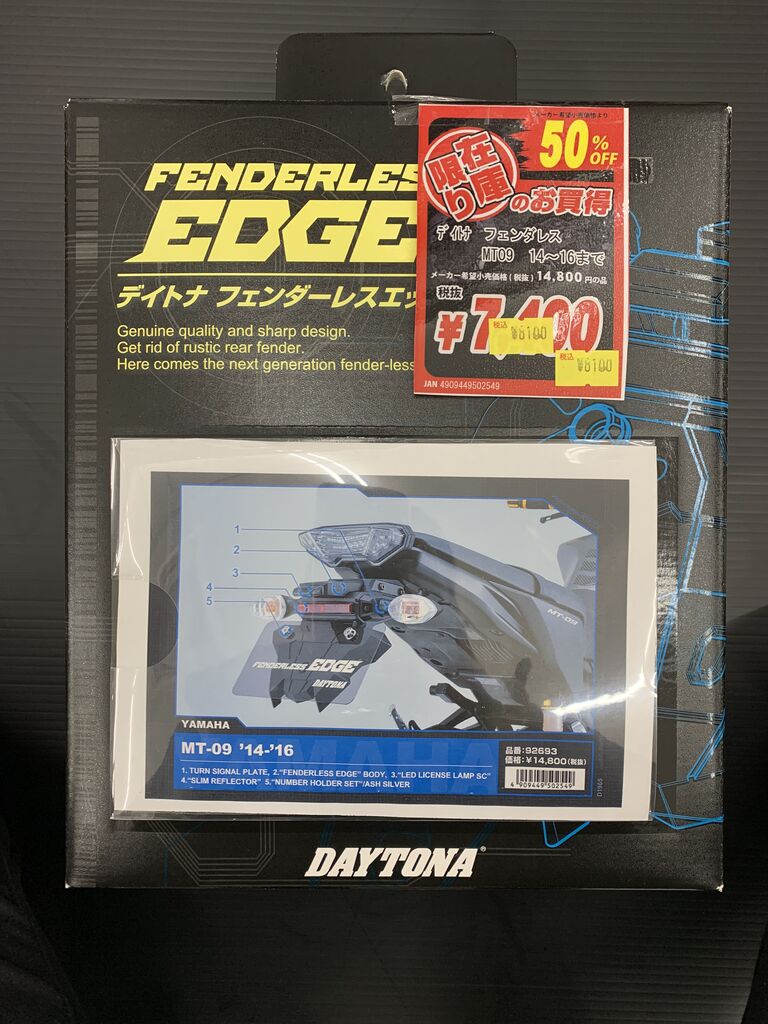 FENDERLES
EDGE
デイトナ フェンダーレスエッ
Genuine quality and sharp design.
Get rid of rustic rear fender.
Here comes the next generation fender-less
メーカー希望小売価格より
50%
OFF
在庫
限り
のお買得
デイトナ フェンダレス
MT09 14〜16まで
メーカー希望小売価格(税抜)14,800円の品
税抜
¥7,400
税込
¥8100
税込
¥8100
JAN 4909449502549
1
2
3
4
5
MT-09
FENDERLESS EDGE
DAYTONA
YAMAHA
MT-09 '14-'16
1. TURN SIGNAL PLATE, 2."FENDERLESS EDGE" BODY, 3."LED LICENSE LAMP SC"
4."SLIM REFLECTOR" 5."NUMBER HOLDER SET"/ASH SILVER
品番:92693
価格:¥14,800(税抜)
4 909449 502549
YAMAHA
DAYTONA®